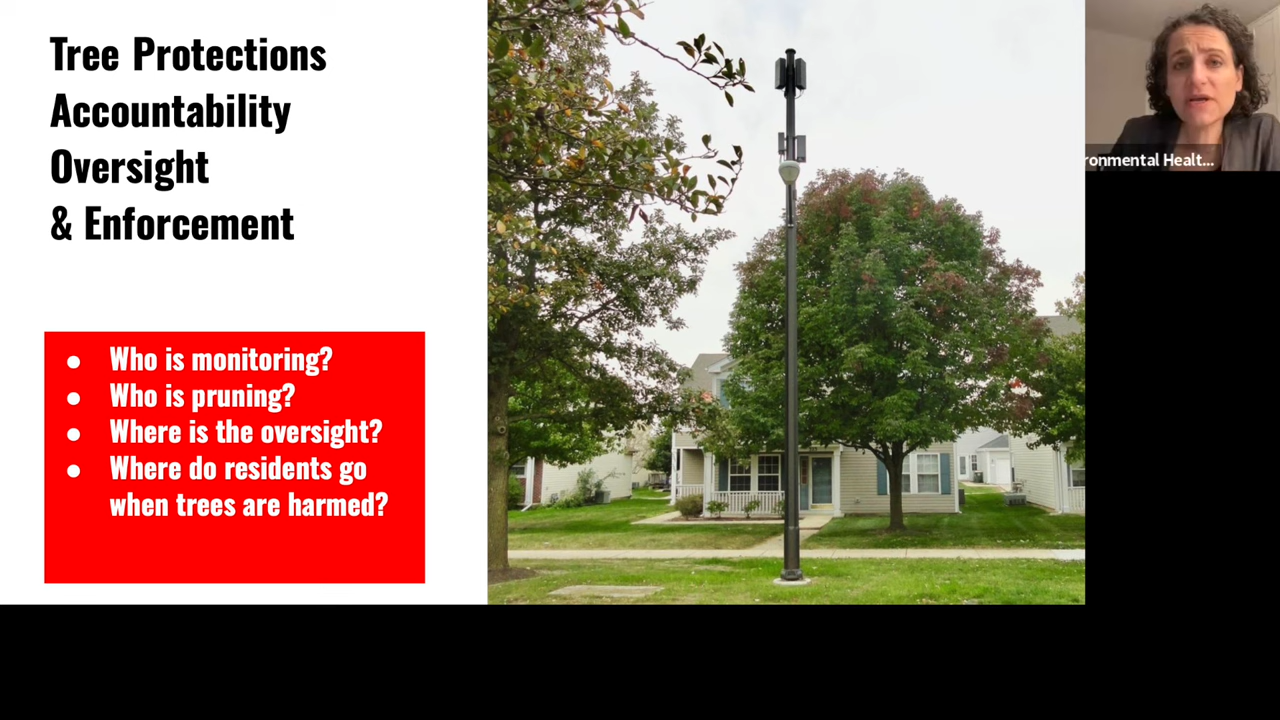 Tree Protections
Accountability
Oversight
& Enforcement
● Who is monitoring?
● Who is pruning?
● Where is the oversight?
● Where do residents go
when trees are harmed?
ronmental Healt...